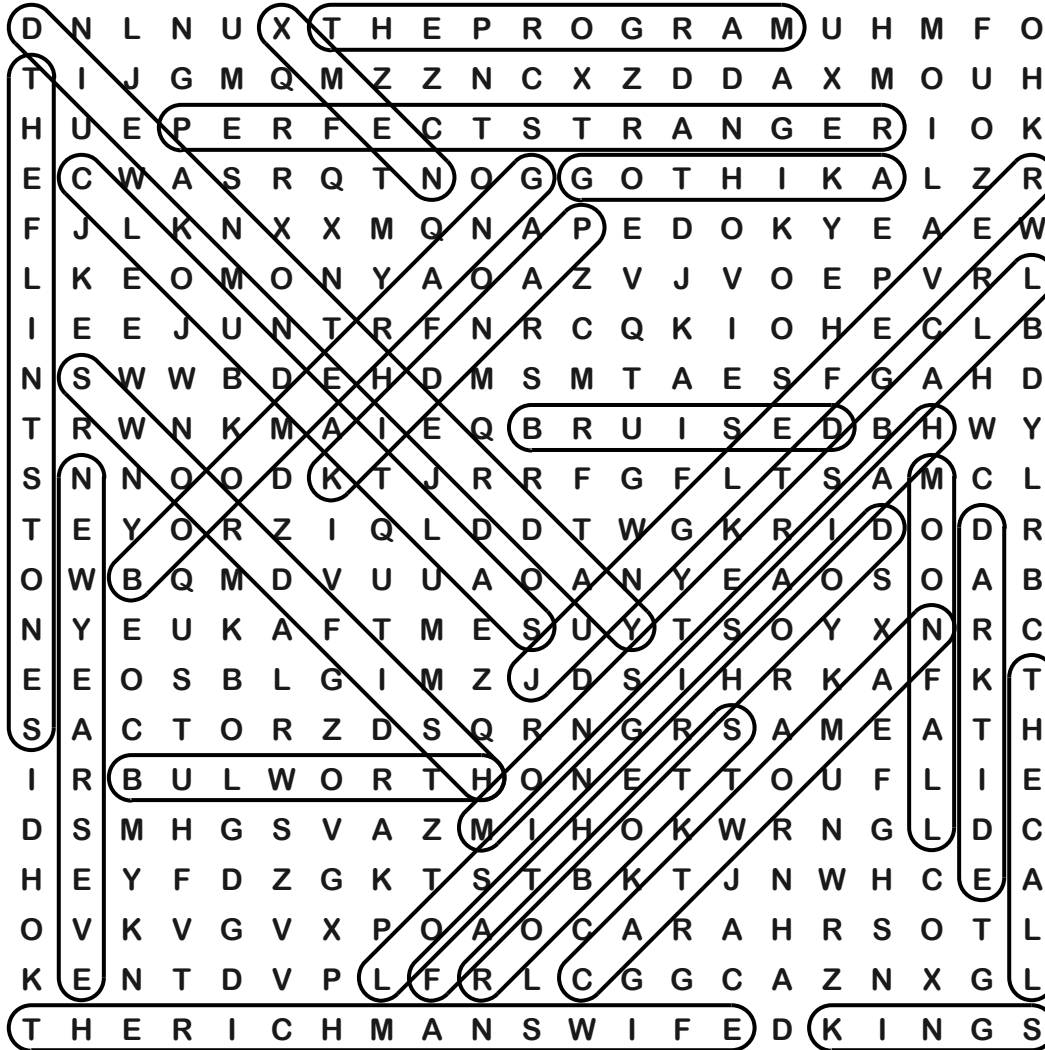 D N L N U X T H E P R O G R A M U H M F O
T I J G M Q M Z Z N C X Z D D A X M O U H
H U E P E R F E C T S T R A N G E R I O K
E C W A S R Q T N O G G O T H I K A L Z R
F J L K N X X M Q N A P E D O K Y E A E W
L K E O M O N Y A O A Z V J V O E P V R L
I E E J U N T R F N R C Q K I O H E C L B
N S W W B D E H D M S M T A E S F G A H D
T R W N K M A I E Q B R U I S E D B H W Y
S N N O O D K T J R R F G F L T S A M C L
T E Y O R Z I Q L D D T W G K R I D O D R
O W B Q M D V U U A O A N Y E A O S O A B
N Y E U K A F T M E S U Y T S O Y X N R C
E E O S B L G I M Z J D S I H R K A F K T
S A C T O R Z D S Q R N G R S A M E A T H
I R B U L W O R T H O N E T T O U F L I E
D S M H G S V A Z M I H O K W R N G L D C
H E Y F D Z G K T S T B K T J N W H C E A
O V K V G V X P O A O C A R A H R S O T L
K E N T D V P L F R L C G G C A Z N X G L
T H E R I C H M A N S W I F E D K I N G S